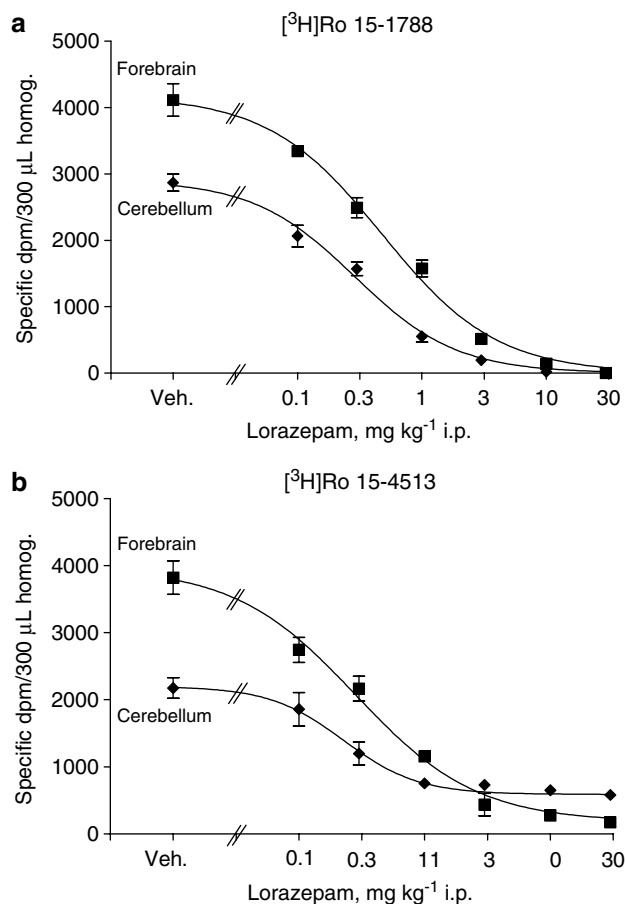 a
[³H]Ro 15-1788
5000
4000
3000
2000
1000
0
Specific dpm/300 μL homog.
Forebrain
Cerebellum
Veh. 0.1 0.3 1 3 10 30
Lorazepam, mg kg⁻¹ i.p.
b
[³H]Ro 15-4513
5000
4000
3000
2000
1000
0
Specific dpm/300 μL homog.
Forebrain
Cerebellum
Veh. 0.1 0.3 11 3 0 30
Lorazepam, mg kg⁻¹ i.p.